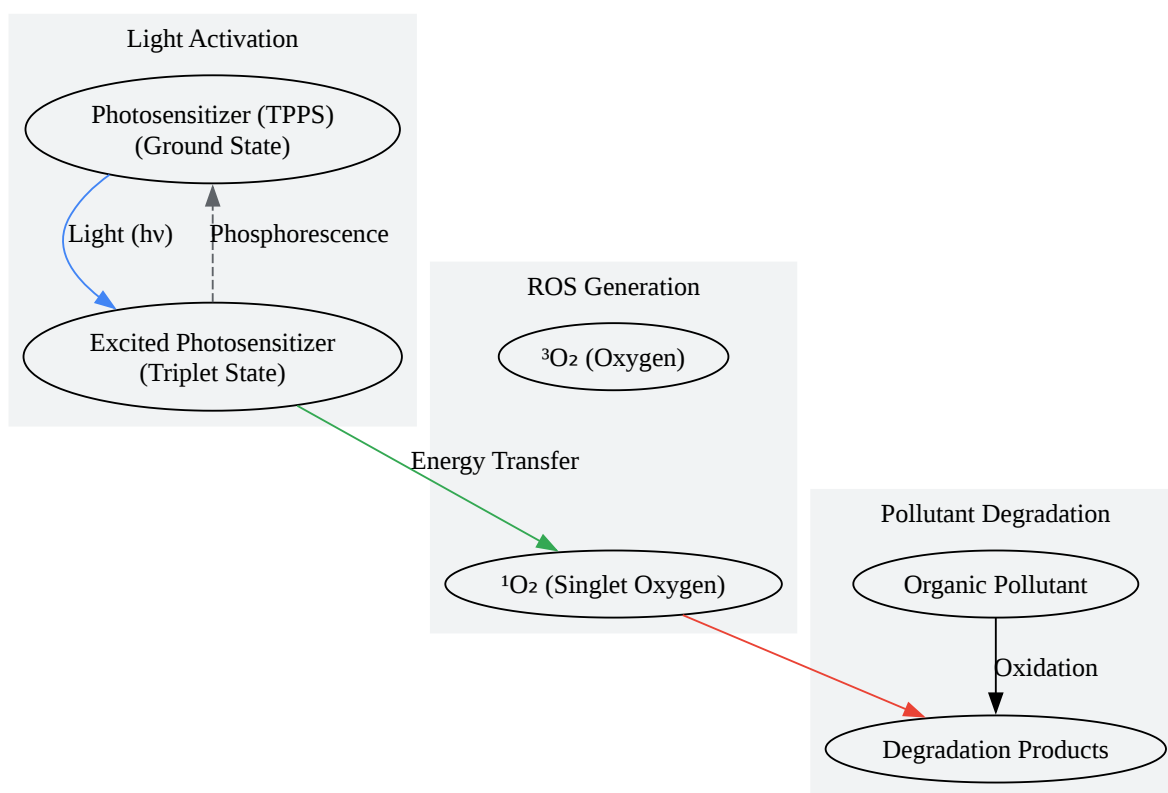 Light Activation
Photosensitizer (TPPS)
(Ground State)
Light (hν)
Phosphorescence
Excited Photosensitizer
(Triplet State)
ROS Generation
³O₂ (Oxygen)
Energy Transfer
¹O₂ (Singlet Oxygen)
Pollutant Degradation
Organic Pollutant
Oxidation
Degradation Products